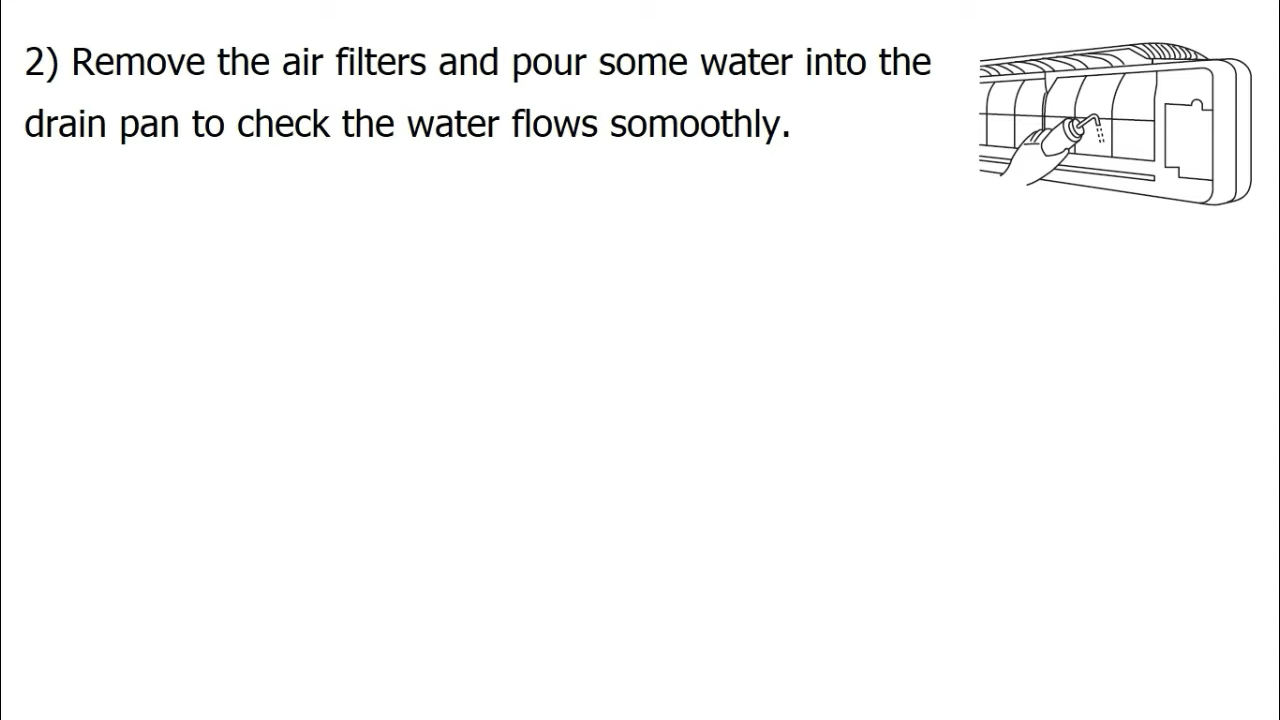 2) Remove the air filters and pour some water into the
drain pan to check the water flows somoothly.